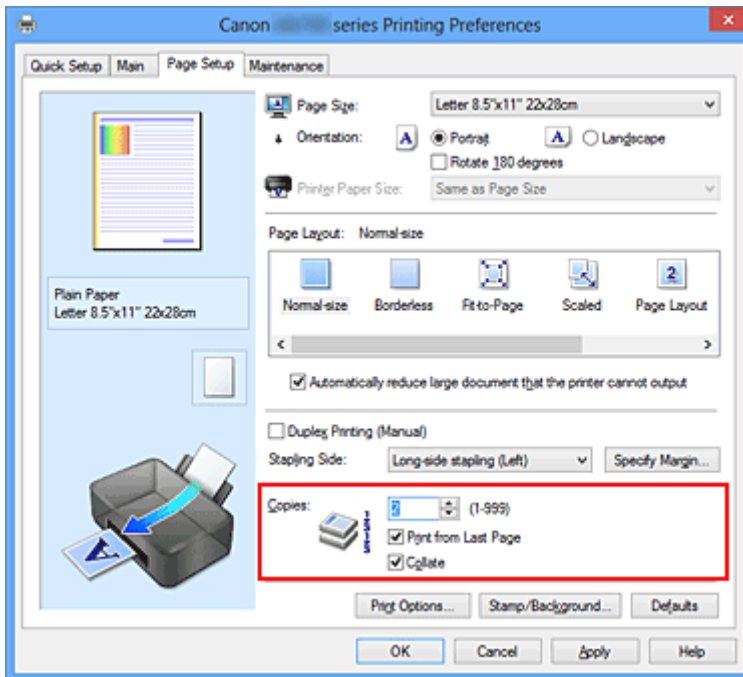 Canon series Printing Preferences
Quick Setup Main Page Setup Maintenance
Page Size: Letter 8.5"x11" 22x28cm
Orientation: A Portrait A Landscape
Rotate 180 degrees
Printer Paper Size: Same as Page Size
Page Layout: Normal-size
2
Normal-size Borderless Fit-to-Page Scaled Page Layout
Plain Paper
Letter 8.5"x11" 22x28cm
Automatically reduce large document that the printer cannot output
Duplex Printing (Manual)
Stapling Side: Long-side stapling (Left) Specify Margin...
Copies: 2 (1-999)
Print from Last Page
Collate
A
Print Options... Stamp/Background... Defaults
OK Cancel Apply Help